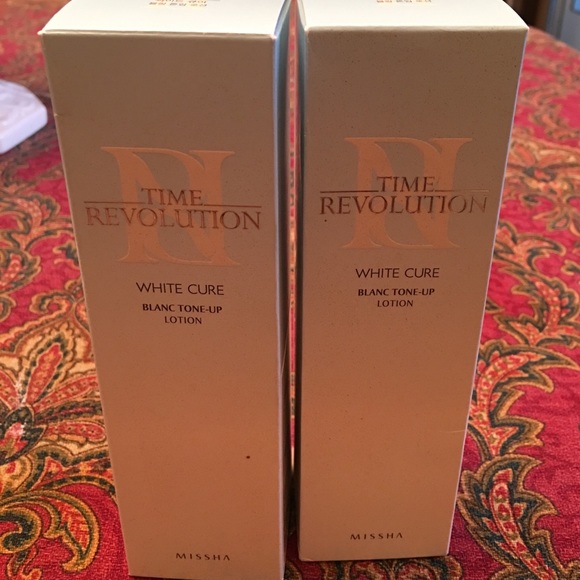 TIME
REVOLUTION
WHITE CURE
BLANC TONE-UP
LOTION
MISSHA
TIME
REVOLUTION
WHITE CURE
BLANC TONE-UP
LOTION
MISSHA